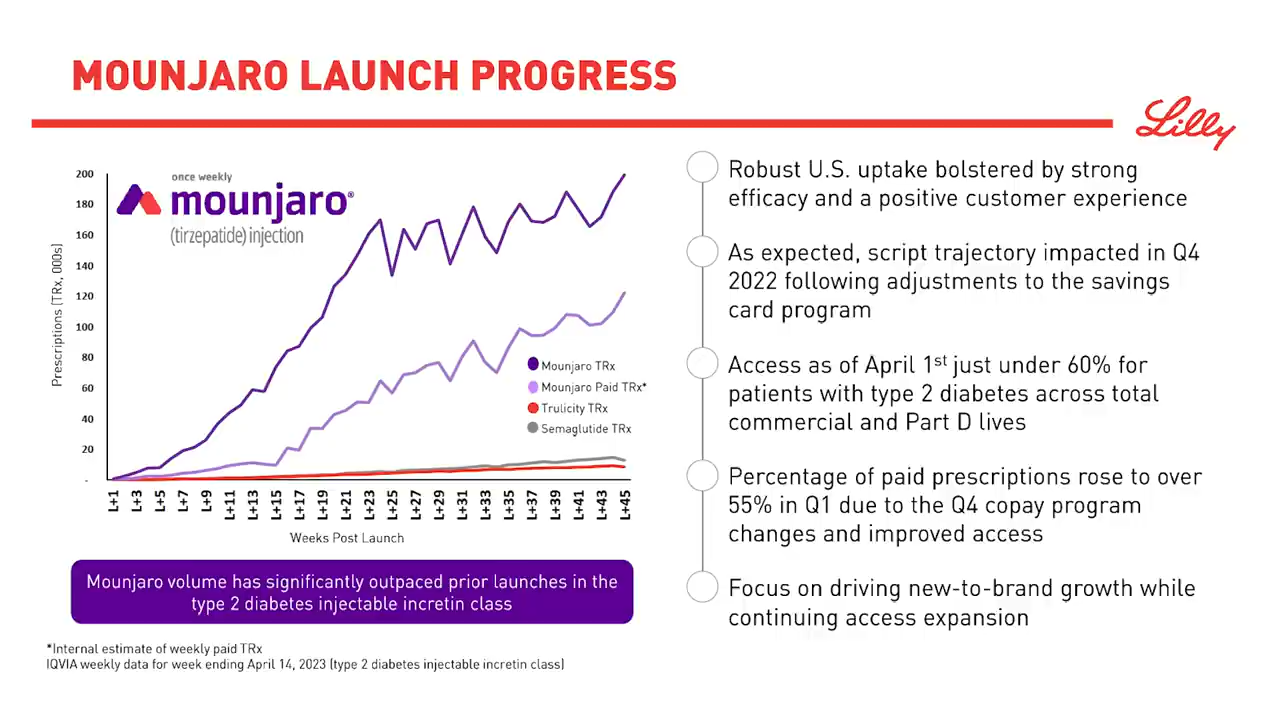 MOUNJARO LAUNCH PROGRESS
Lilly
once weekly
mounjaro®
(tirzepatide) injection
Prescriptions (TRx, 000s)
200
180
160
140
120
100
80
60
40
20
-
Mounjaro TRx
Mounjaro Paid TRx*
Trulicity TRx
Semaglutide TRx
L+1
L+3
L+5
L+7
L+9
L+11
L+13
L+15
L+17
L+19
L+21
L+23
L+25
L+27
L+29
L+31
L+33
L+35
L+37
L+39
L+41
L+43
L+45
Weeks Post Launch
Mounjaro volume has significantly outpaced prior launches in the
type 2 diabetes injectable incretin class
*Internal estimate of weekly paid TRx
IQVIA weekly data for week ending April 14, 2023 (type 2 diabetes injectable incretin class)
Robust U.S. uptake bolstered by strong
efficacy and a positive customer experience
As expected, script trajectory impacted in Q4
2022 following adjustments to the savings
card program
Access as of April 1st just under 60% for
patients with type 2 diabetes across total
commercial and Part D lives
Percentage of paid prescriptions rose to over
55% in Q1 due to the Q4 copay program
changes and improved access
Focus on driving new-to-brand growth while
continuing access expansion